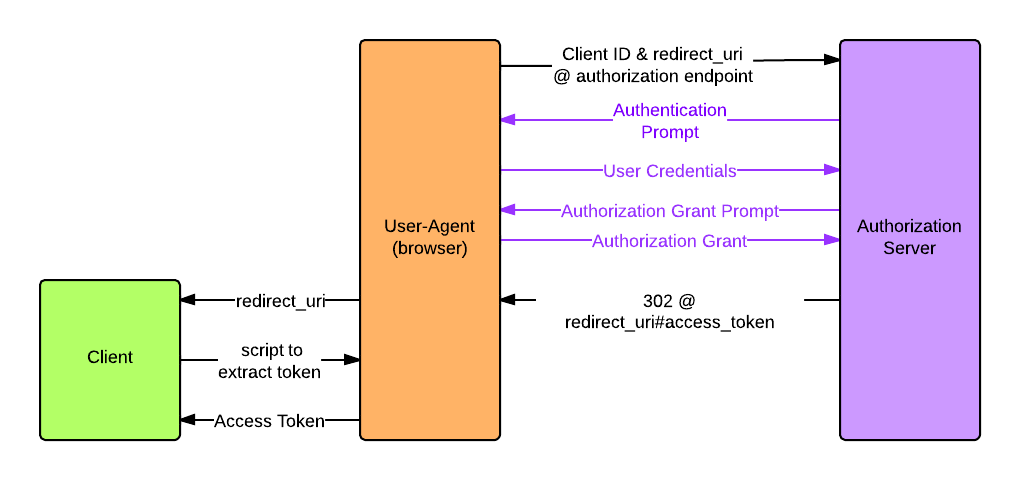 Client ID & redirect_uri
@ authorization endpoint
Authentication
Prompt
User Credentials
Authorization Grant Prompt
User-Agent
(browser)
Authorization
Server
Authorization Grant
redirect_uri
302 @
redirect_uri#access_token
Client
script to
extract token
Access Token